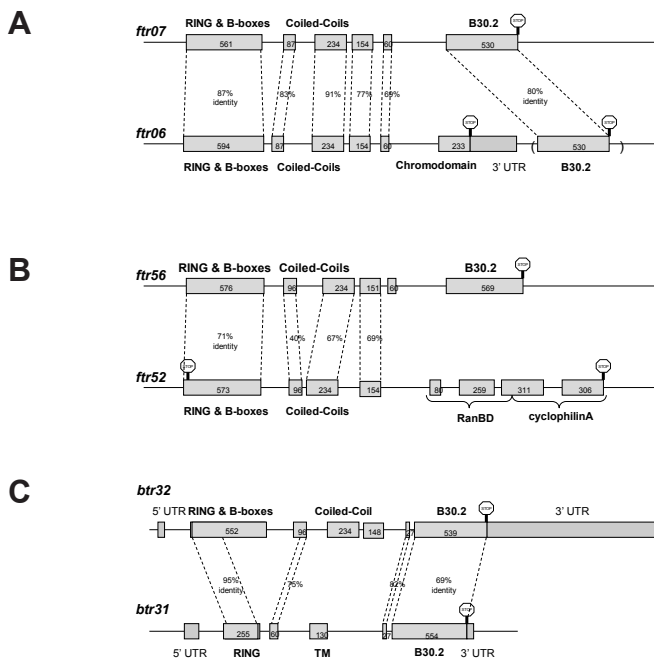 A
RING & B-boxes Coiled-Coils B30.2 STOP
ftr07
561 87 234 154 60 530
87% identity 83% 91% 77% 69% 80% identity
ftr06 STOP STOP
594 87 234 154 60 233 ( 530 )
RING & B-boxes Coiled-Coils Chromodomain 3' UTR B30.2
B
RING & B-boxes Coiled-Coils B30.2 STOP
ftr56
576 96 234 151 60 569
71% identity 40% 67% 69%
ftr52 STOP STOP
573 96 234 154 80 259 311 306
RING & B-boxes Coiled-Coils RanBD cyclophilinA
C
btr32
5' UTR RING & B-boxes Coiled-Coil B30.2 STOP 3' UTR
552 96 234 148 27 539
95% identity 75% 82% 69% identity
btr31 STOP
255 60 130 27 554
5' UTR RING TM B30.2 3' UTR